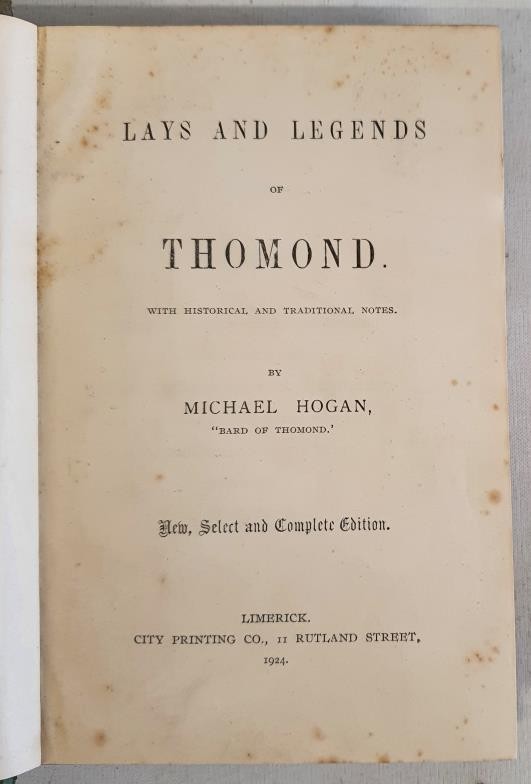 LAYS AND LEGENDS
OF
THOMOND.
WITH HISTORICAL AND TRADITIONAL NOTES.
BY
MICHAEL HOGAN,
"BARD OF THOMOND.'
New, Select and Complete Edition.
LIMERICK.
CITY PRINTING CO., 11 RUTLAND STREET,
1924.